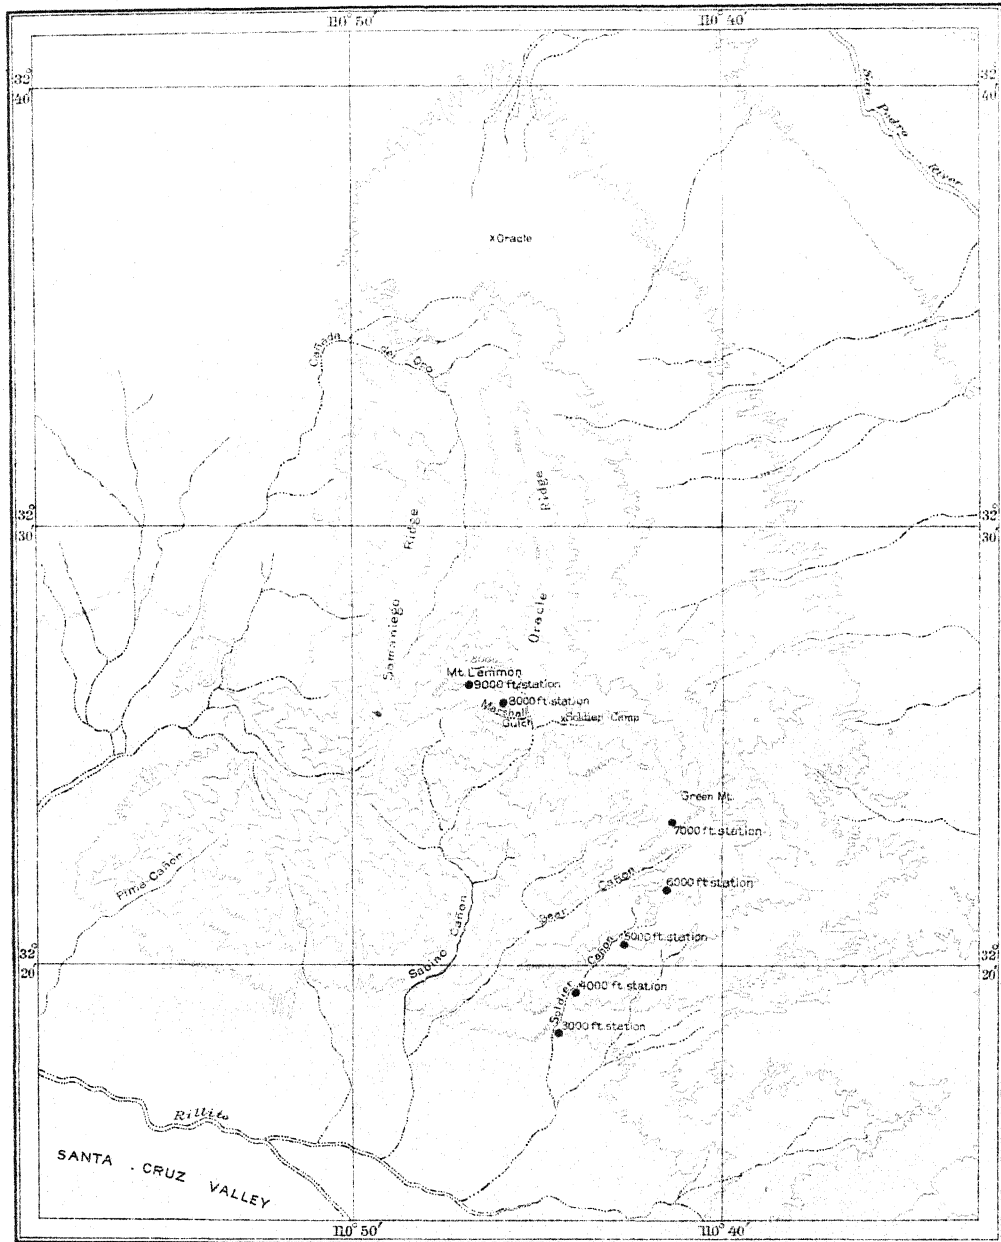 110° 50'
110° 40'
32°
40'
32°
40'
San Pedro River
xOracle
Cañada del Oro
Samaniego Ridge
Oracle Ridge
32°
30'
32°
30'
Mt. Lemmon
9000 ft. station
8000 ft. station
Marshall
Gulch
xSoldier Camp
Green Mt.
7000 ft. station
6000 ft. station
5000 ft. station
4000 ft. station
3000 ft. station
Pima Cañon
Bear Cañon
Sabino Cañon
Soldier Cañon
32°
20'
32°
20'
Rillito
SANTA CRUZ VALLEY
110° 50'
110° 40'